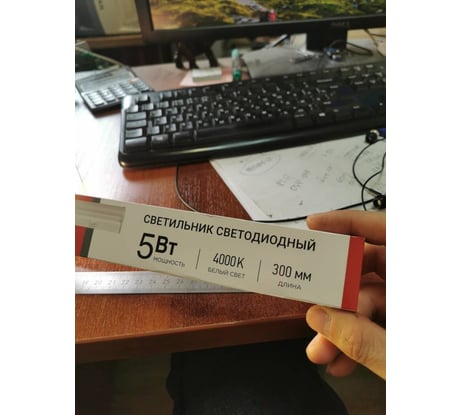 СВЕТИЛЬНИК СВЕТОДИОДНЫЙ
5Вт
МОЩНОСТЬ
4000K
БЕЛЫЙ СВЕТ
300 ММ
ДЛИНА